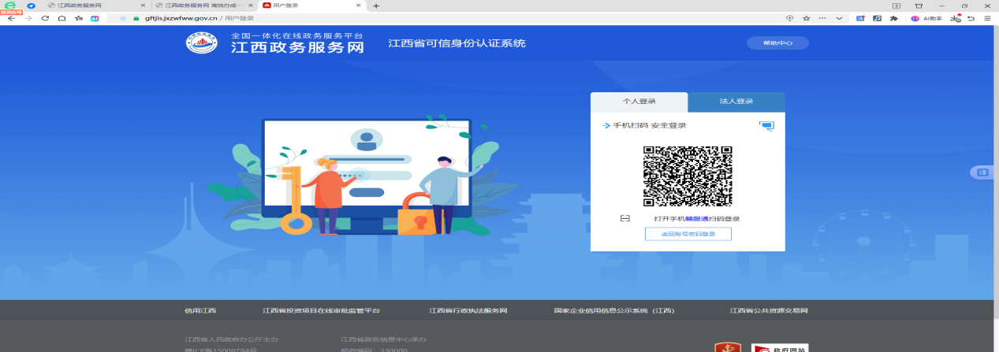 江西政务服务网
江西政务服务网 高效办成一
用户登录
3
登录账号
gftjis.jxzwfww.gov.cn / 用户登录
AI助手
全国一体化在线政务服务平台
江西政务服务网
江西省可信身份认证系统
帮助中心
个人登录
法人登录
手机扫码 安全登录
译
打开手机赣服通扫码登录
返回账号密码登录
信用江西
江西省投资项目在线审批监管平台
江西省行政执法服务网
国家企业信用信息公示系统（江西）
江西省公共资源交易网
江西省人民政府办公厅主办
江西省政务信息中心承办
赣ICP备15008784号
邮政编码：330000
政府网站